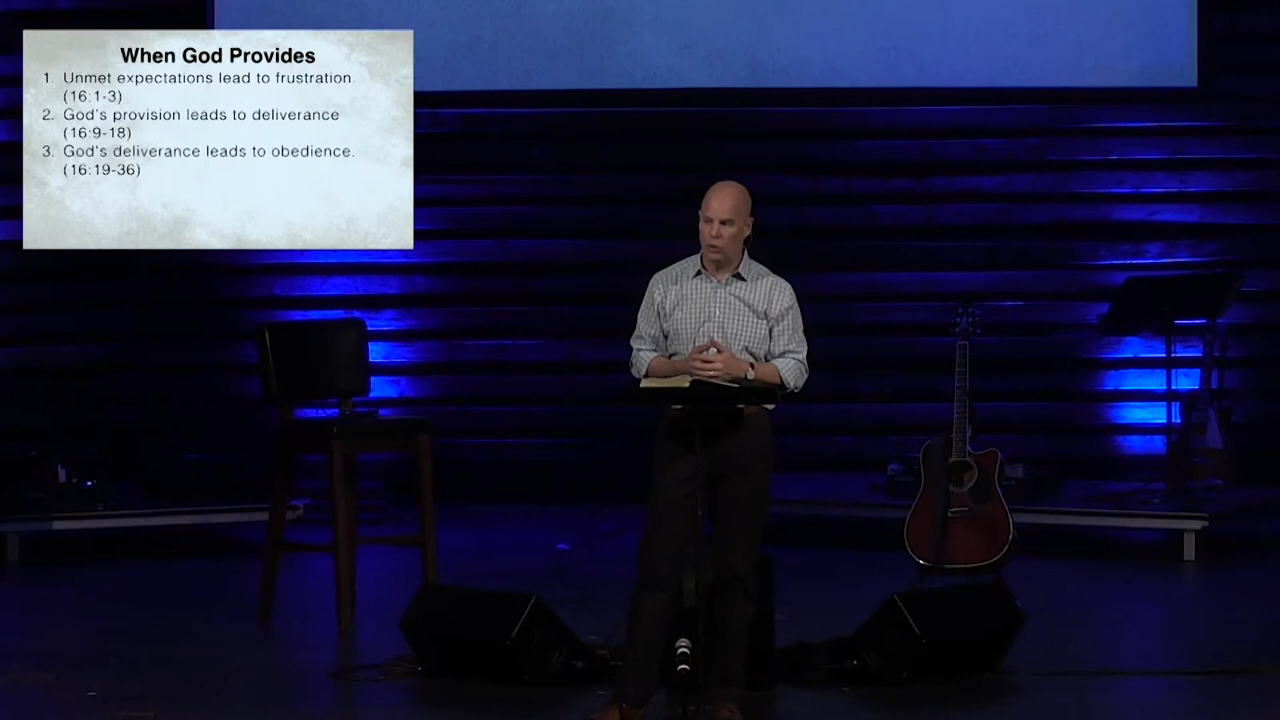 When God Provides
1. Unmet expectations lead to frustration.
(16:1-3)
2. God's provision leads to deliverance
(16:9-18)
3. God's deliverance leads to obedience.
(16:19-36)